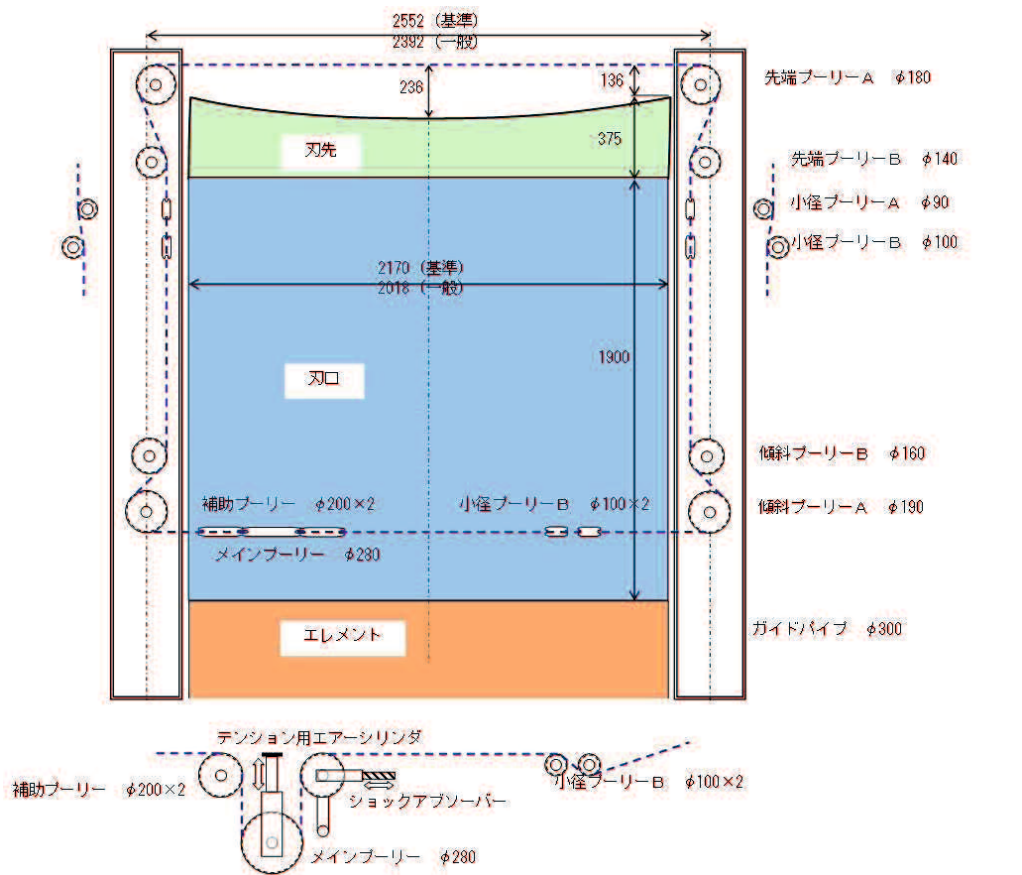 2552 (基準)
2392 (一般)
236
136
先端プーリーA φ180
刃先
375
先端プーリーB φ140
小径プーリーA φ90
小径プーリーB φ100
2170 (基準)
2018 (一般)
1900
刃口
傾斜プーリーB φ160
補助プーリー φ200×2
小径プーリーB φ100×2
傾斜プーリーA φ190
メインプーリー φ280
エレメント
ガイドパイプ φ300
テンション用エアーシリンダ
補助プーリー φ200×2
小径プーリーB φ100×2
ショックアブソーバー
メインプーリー φ280